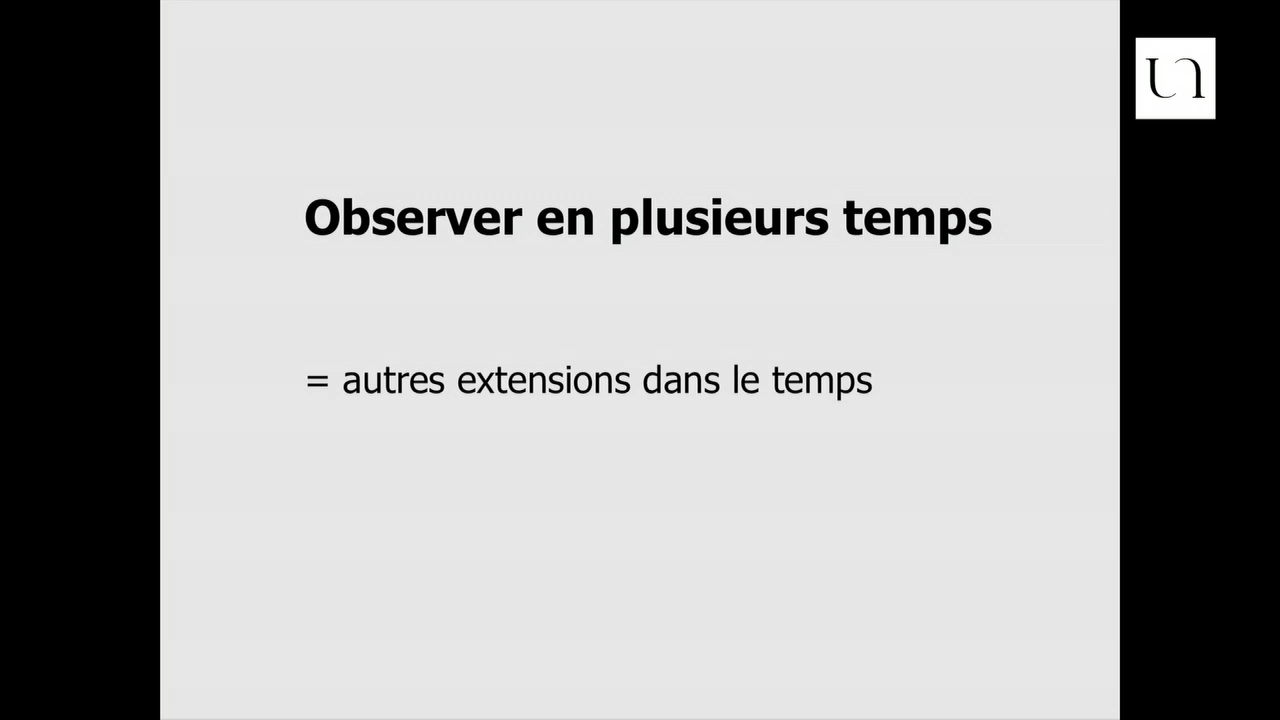 Observer en plusieurs temps
= autres extensions dans le temps